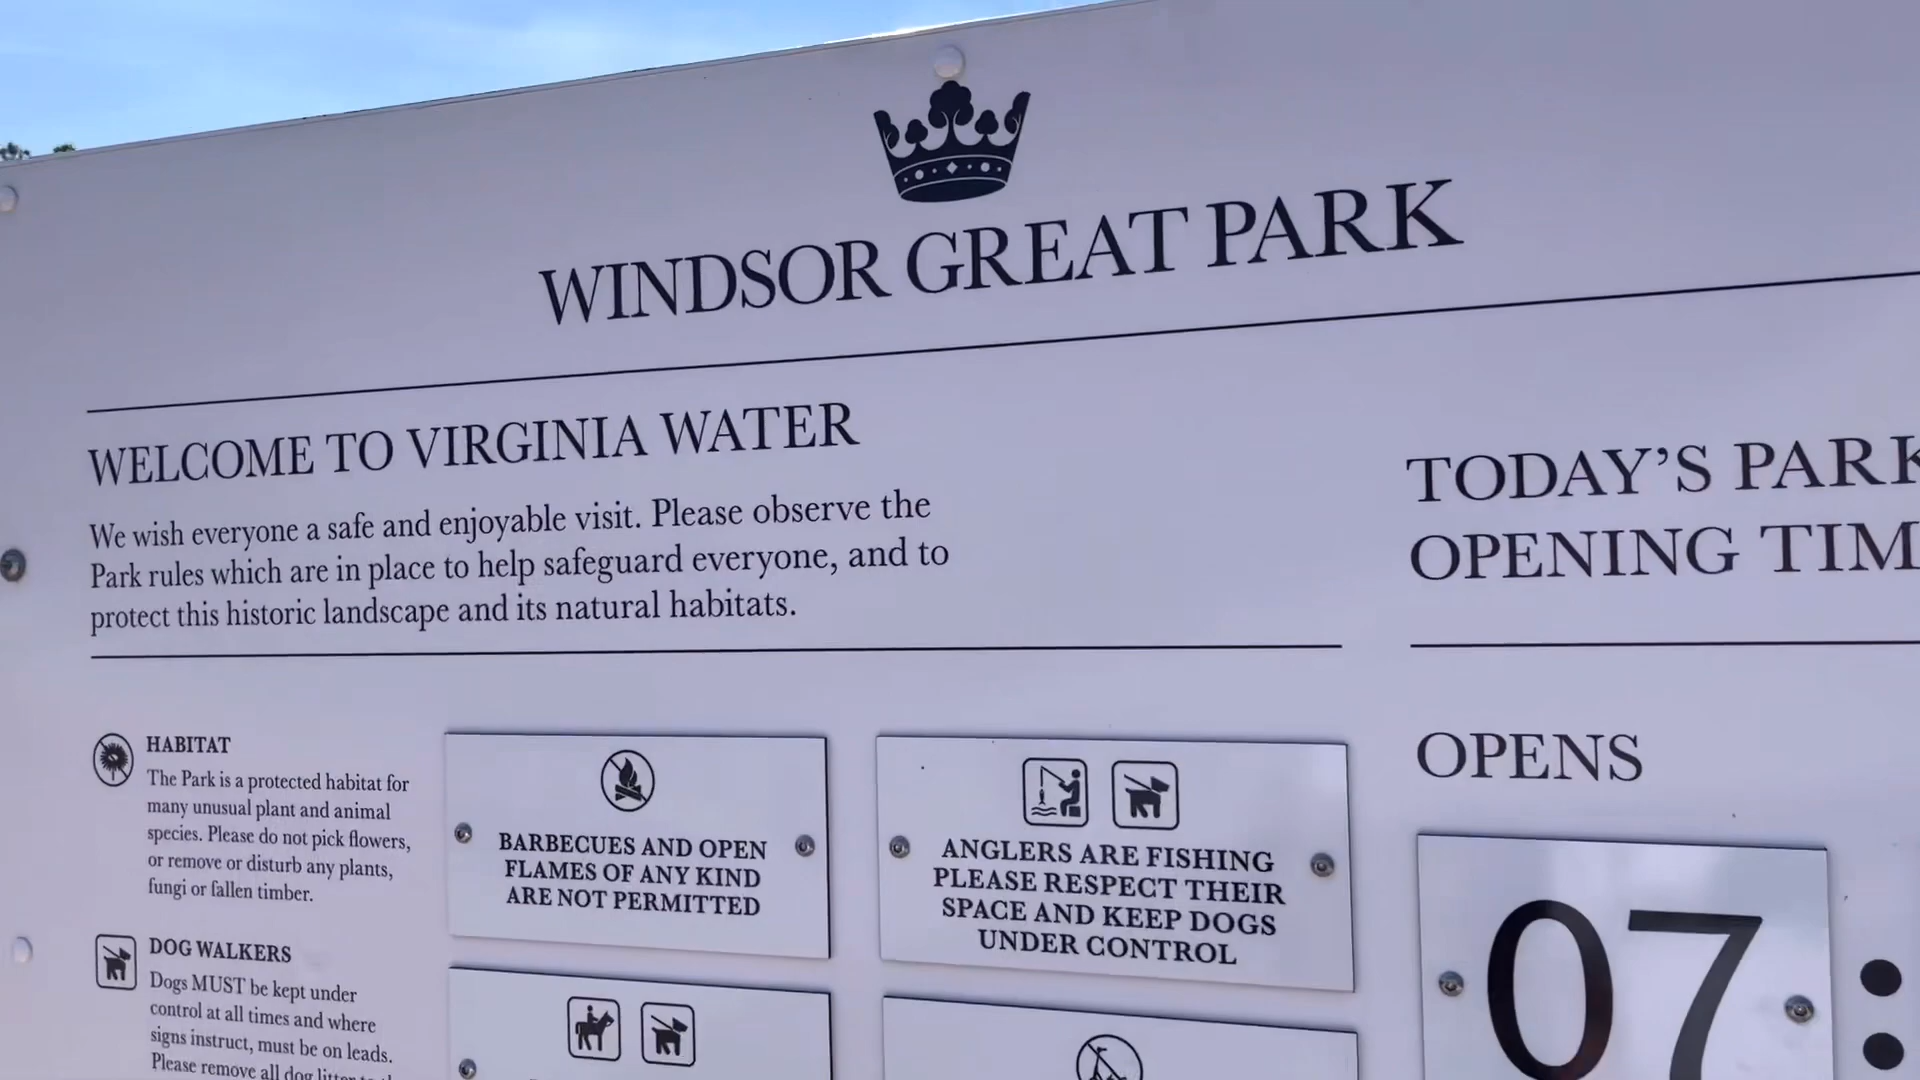 WINDSOR GREAT PARK
WELCOME TO VIRGINIA WATER
We wish everyone a safe and enjoyable visit. Please observe the
Park rules which are in place to help safeguard everyone, and to
protect this historic landscape and its natural habitats.
HABITAT
The Park is a protected habitat for
many unusual plant and animal
species. Please do not pick flowers,
or remove or disturb any plants,
fungi or fallen timber.
DOG WALKERS
Dogs MUST be kept under
control at all times and where
signs instruct, must be on leads.
Please remove all dog litter
BARBECUES AND OPEN
FLAMES OF ANY KIND
ARE NOT PERMITTED
ANGLERS ARE FISHING
PLEASE RESPECT THEIR
SPACE AND KEEP DOGS
UNDER CONTROL
TODAY'S PARK
OPENING TIM
OPENS
07: